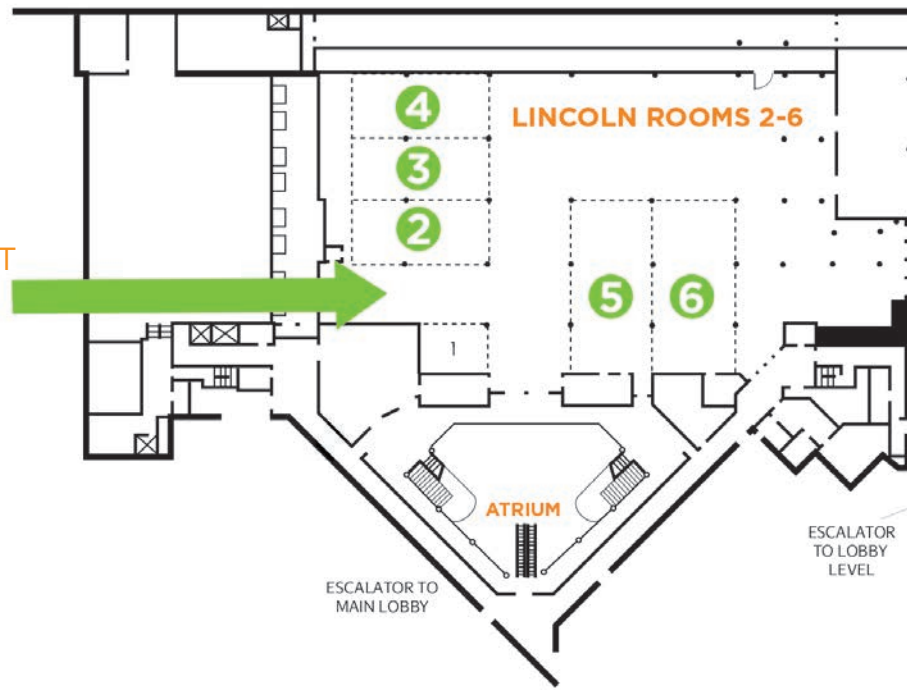 4
LINCOLN ROOMS 2-6
3
2
T
5
6
1
ATRIUM
ESCALATOR TO
MAIN LOBBY
ESCALATOR
TO LOBBY
LEVEL